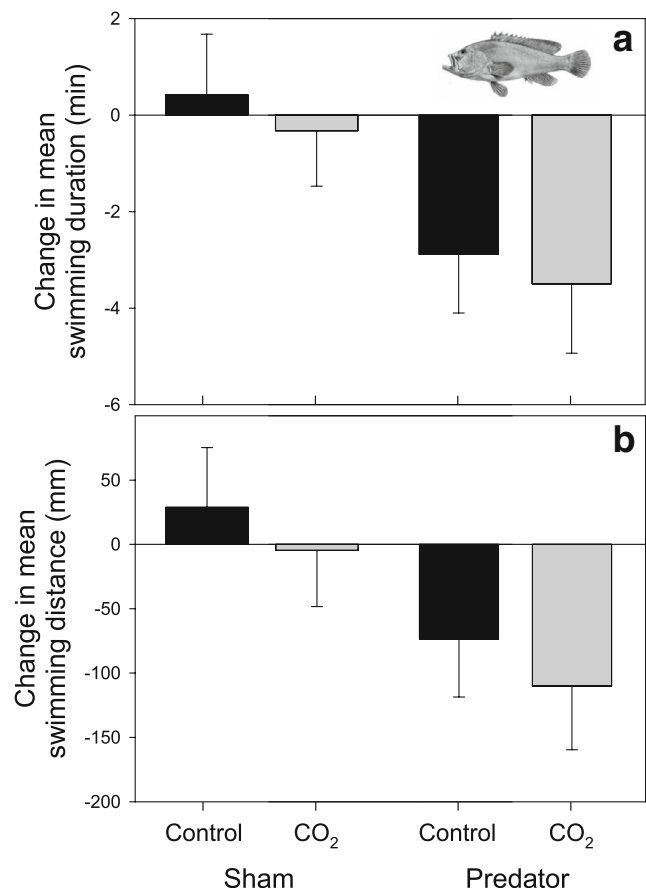 a
2
0
-2
-4
-6
Change in mean
swimming duration (min)
b
50
0
-50
-100
-150
-200
Change in mean
swimming distance (mm)
Control CO₂ Control CO₂
Sham Predator